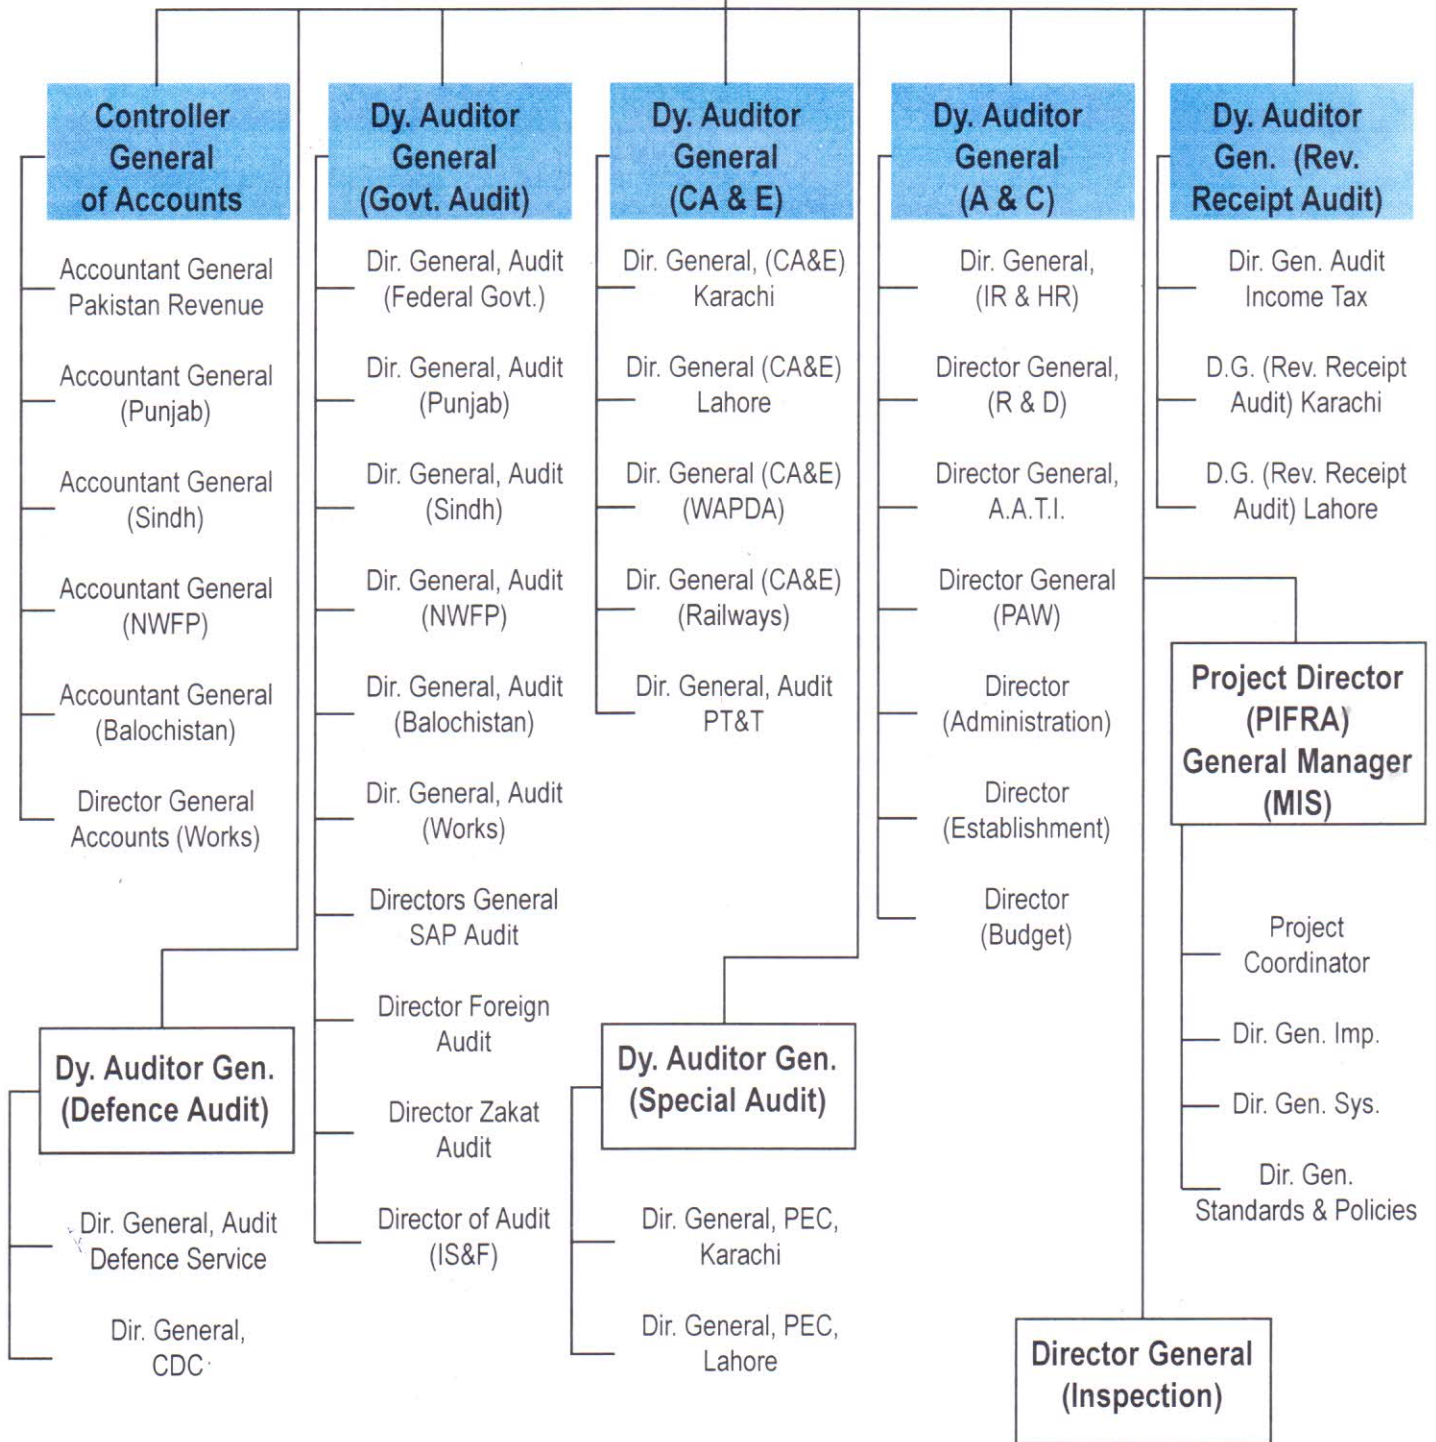 Controller
General
of Accounts
Accountant General
Pakistan Revenue
Accountant General
(Punjab)
Accountant General
(Sindh)
Accountant General
(NWFP)
Accountant General
(Balochistan)
Director General
Accounts (Works)
Dy. Auditor Gen.
(Defence Audit)
Dir. General, Audit
Defence Service
Dir. General,
CDC
Dy. Auditor
General
(Govt. Audit)
Dir. General, Audit
(Federal Govt.)
Dir. General, Audit
(Punjab)
Dir. General, Audit
(Sindh)
Dir. General, Audit
(NWFP)
Dir. General, Audit
(Balochistan)
Dir. General, Audit
(Works)
Directors General
SAP Audit
Director Foreign
Audit
Director Zakat
Audit
Director of Audit
(IS&F)
Dy. Auditor
General
(CA & E)
Dir. General, (CA&E)
Karachi
Dir. General (CA&E)
Lahore
Dir. General (CA&E)
(WAPDA)
Dir. General (CA&E)
(Railways)
Dir. General, Audit
PT&T
Dy. Auditor Gen.
(Special Audit)
Dir. General, PEC,
Karachi
Dir. General, PEC,
Lahore
Dy. Auditor
General
(A & C)
Dir. General,
(IR & HR)
Director General,
(R & D)
Director General,
A.A.T.I.
Director General
(PAW)
Director
(Administration)
Director
(Establishment)
Director
(Budget)
Dy. Auditor
Gen. (Rev.
Receipt Audit)
Dir. Gen. Audit
Income Tax
D.G. (Rev. Receipt
Audit) Karachi
D.G. (Rev. Receipt
Audit) Lahore
Project Director
(PIFRA)
General Manager
(MIS)
Project
Coordinator
Dir. Gen. Imp.
Dir. Gen. Sys.
Dir. Gen.
Standards & Policies
Director General
(Inspection)